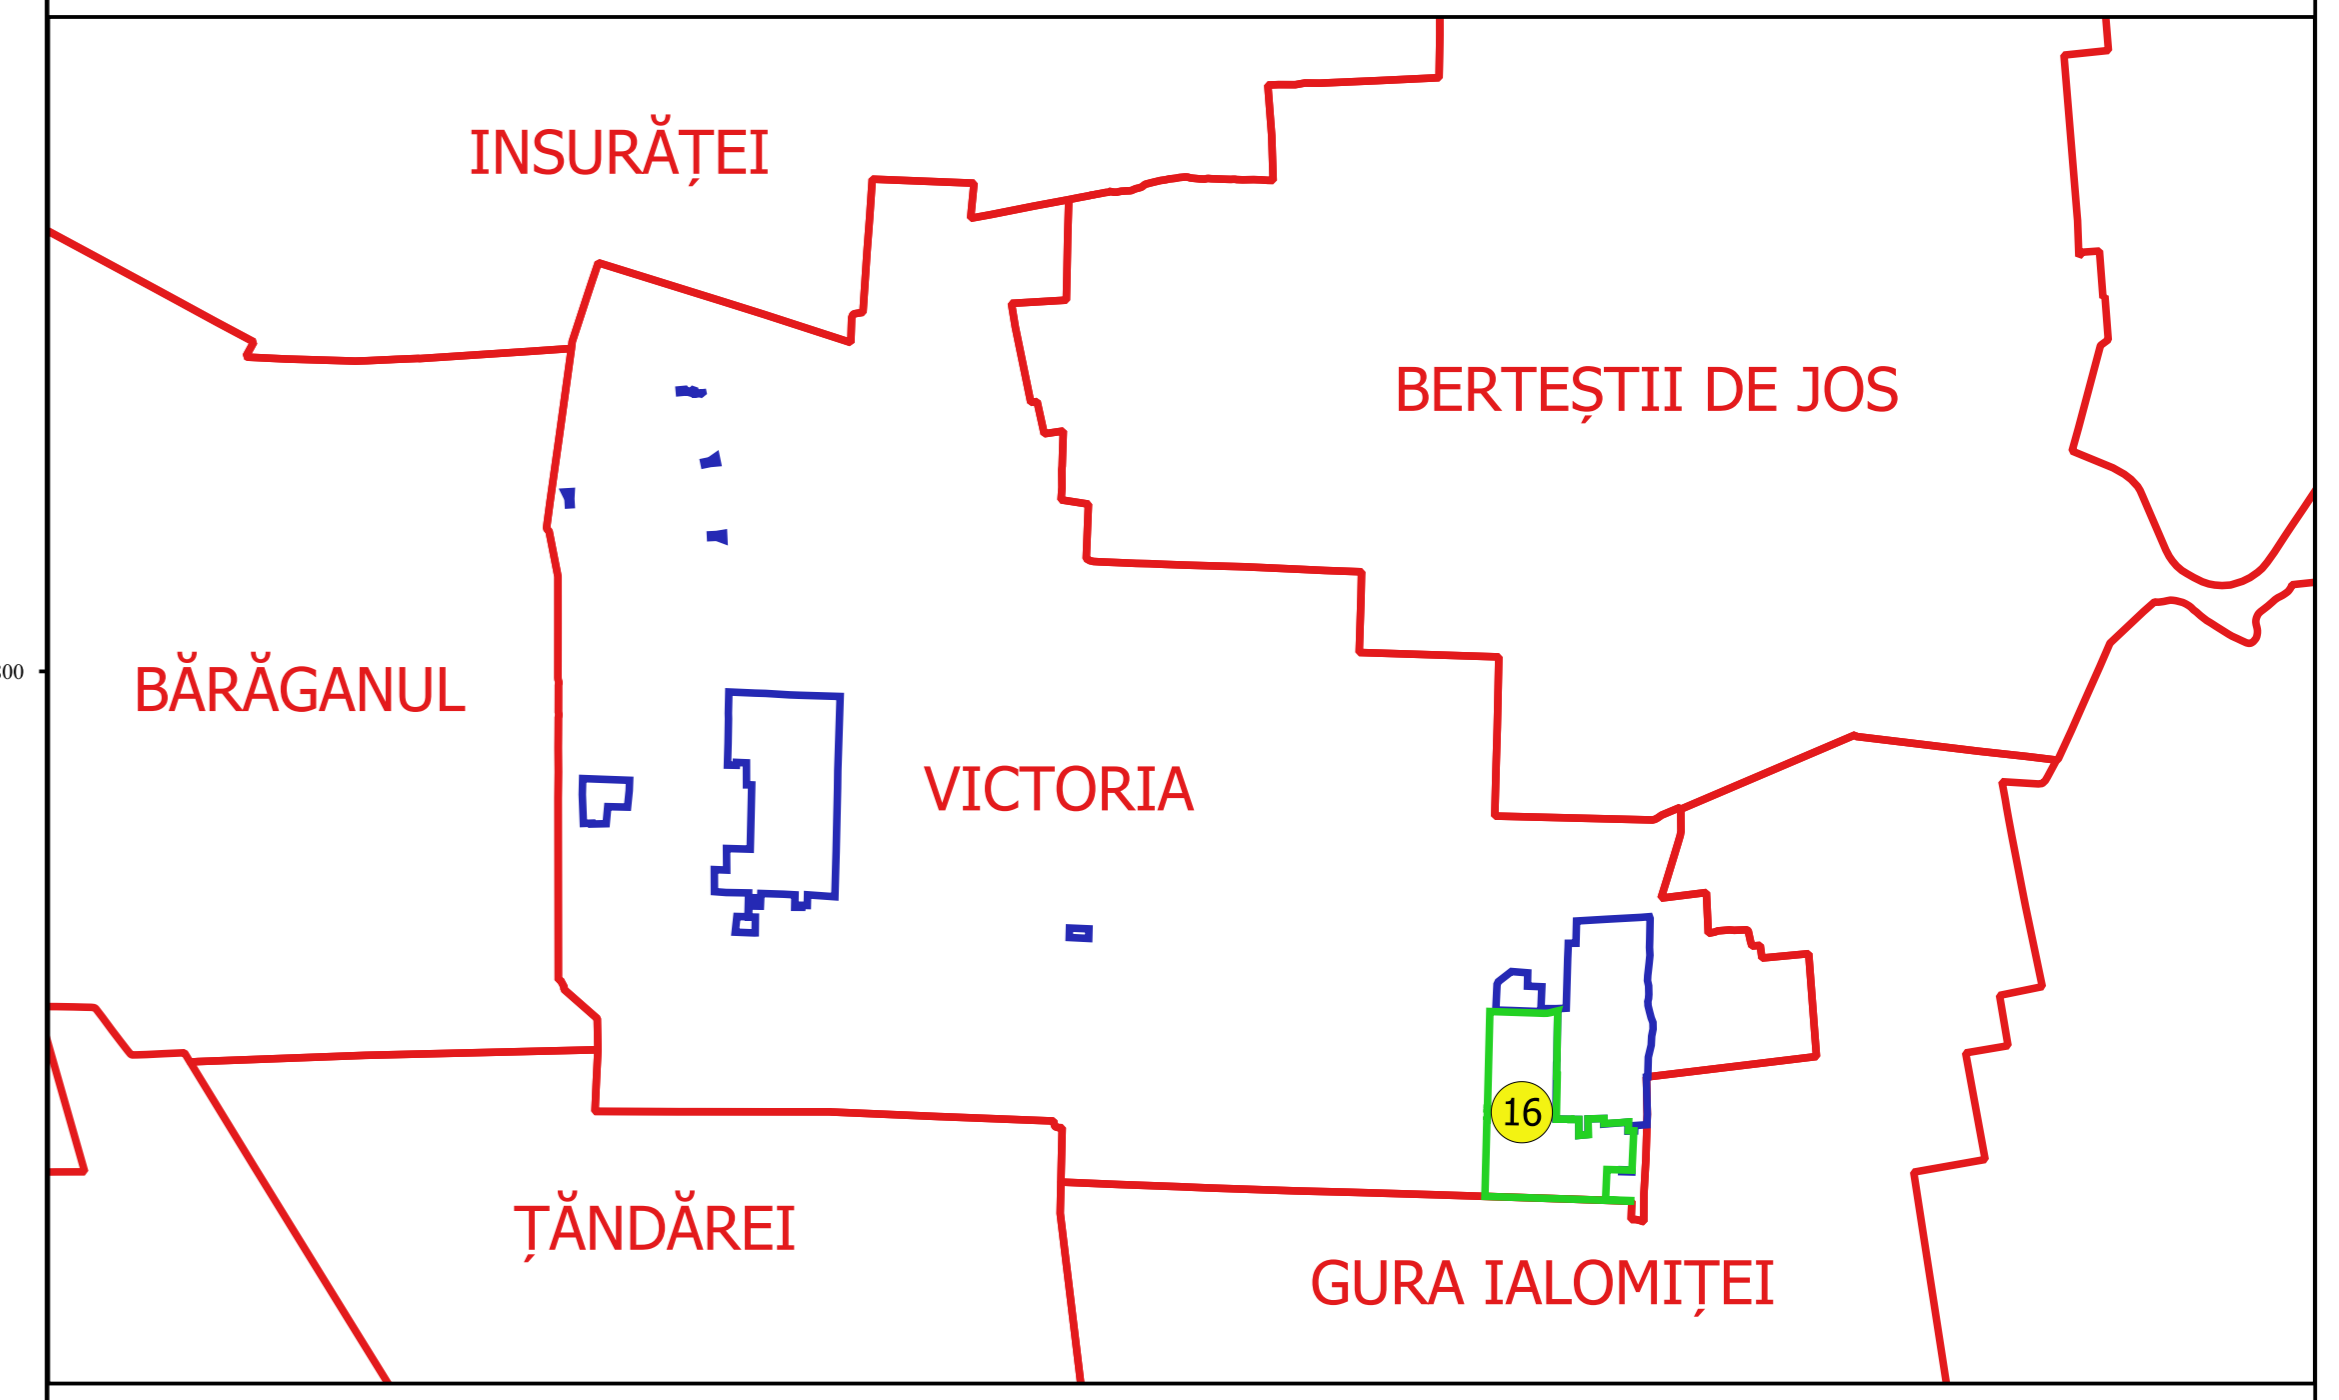 INSURĂȚEI
BERTEȘTII DE JOS
BĂRĂGANUL
VICTORIA
16
ȚĂNDĂREI
GURA IALOMIȚEI